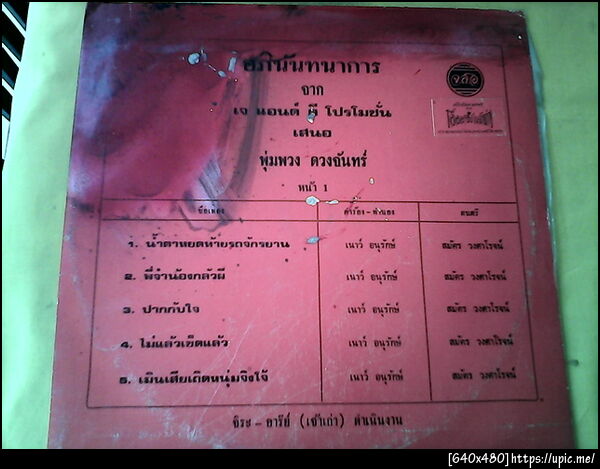 อภินันทนาการ
จาก
เจ แอนด์ พี โปรโมชั่น
เสนอ
พุ่มพวง ดวงจันทร์
หน้า 1
ชื่อเพลง คำร้อง - ทำนอง ดนตรี
1. น้ำตาหยดท้ายรถจักรยาน เนาว์ อนุรักษ์ สมัคร วงศาโรจน์
2. พี่จ๋าน้องกลัวผี เนาว์ อนุรักษ์ สมัคร วงศาโรจน์
3. ปากกับใจ เนาว์ อนุรักษ์ สมัคร วงศาโรจน์
4. ไม่แล้วเข็ดแล้ว เนาว์ อนุรักษ์ สมัคร วงศาโรจน์
5. เมินเสียเถิดหนุ่มจิงโจ้ เนาว์ อนุรักษ์ สมัคร วงศาโรจน์
จิระ - อารีย์ (เซ้าเก่า) ดำเนินงาน
[640x480]https://upic.me/